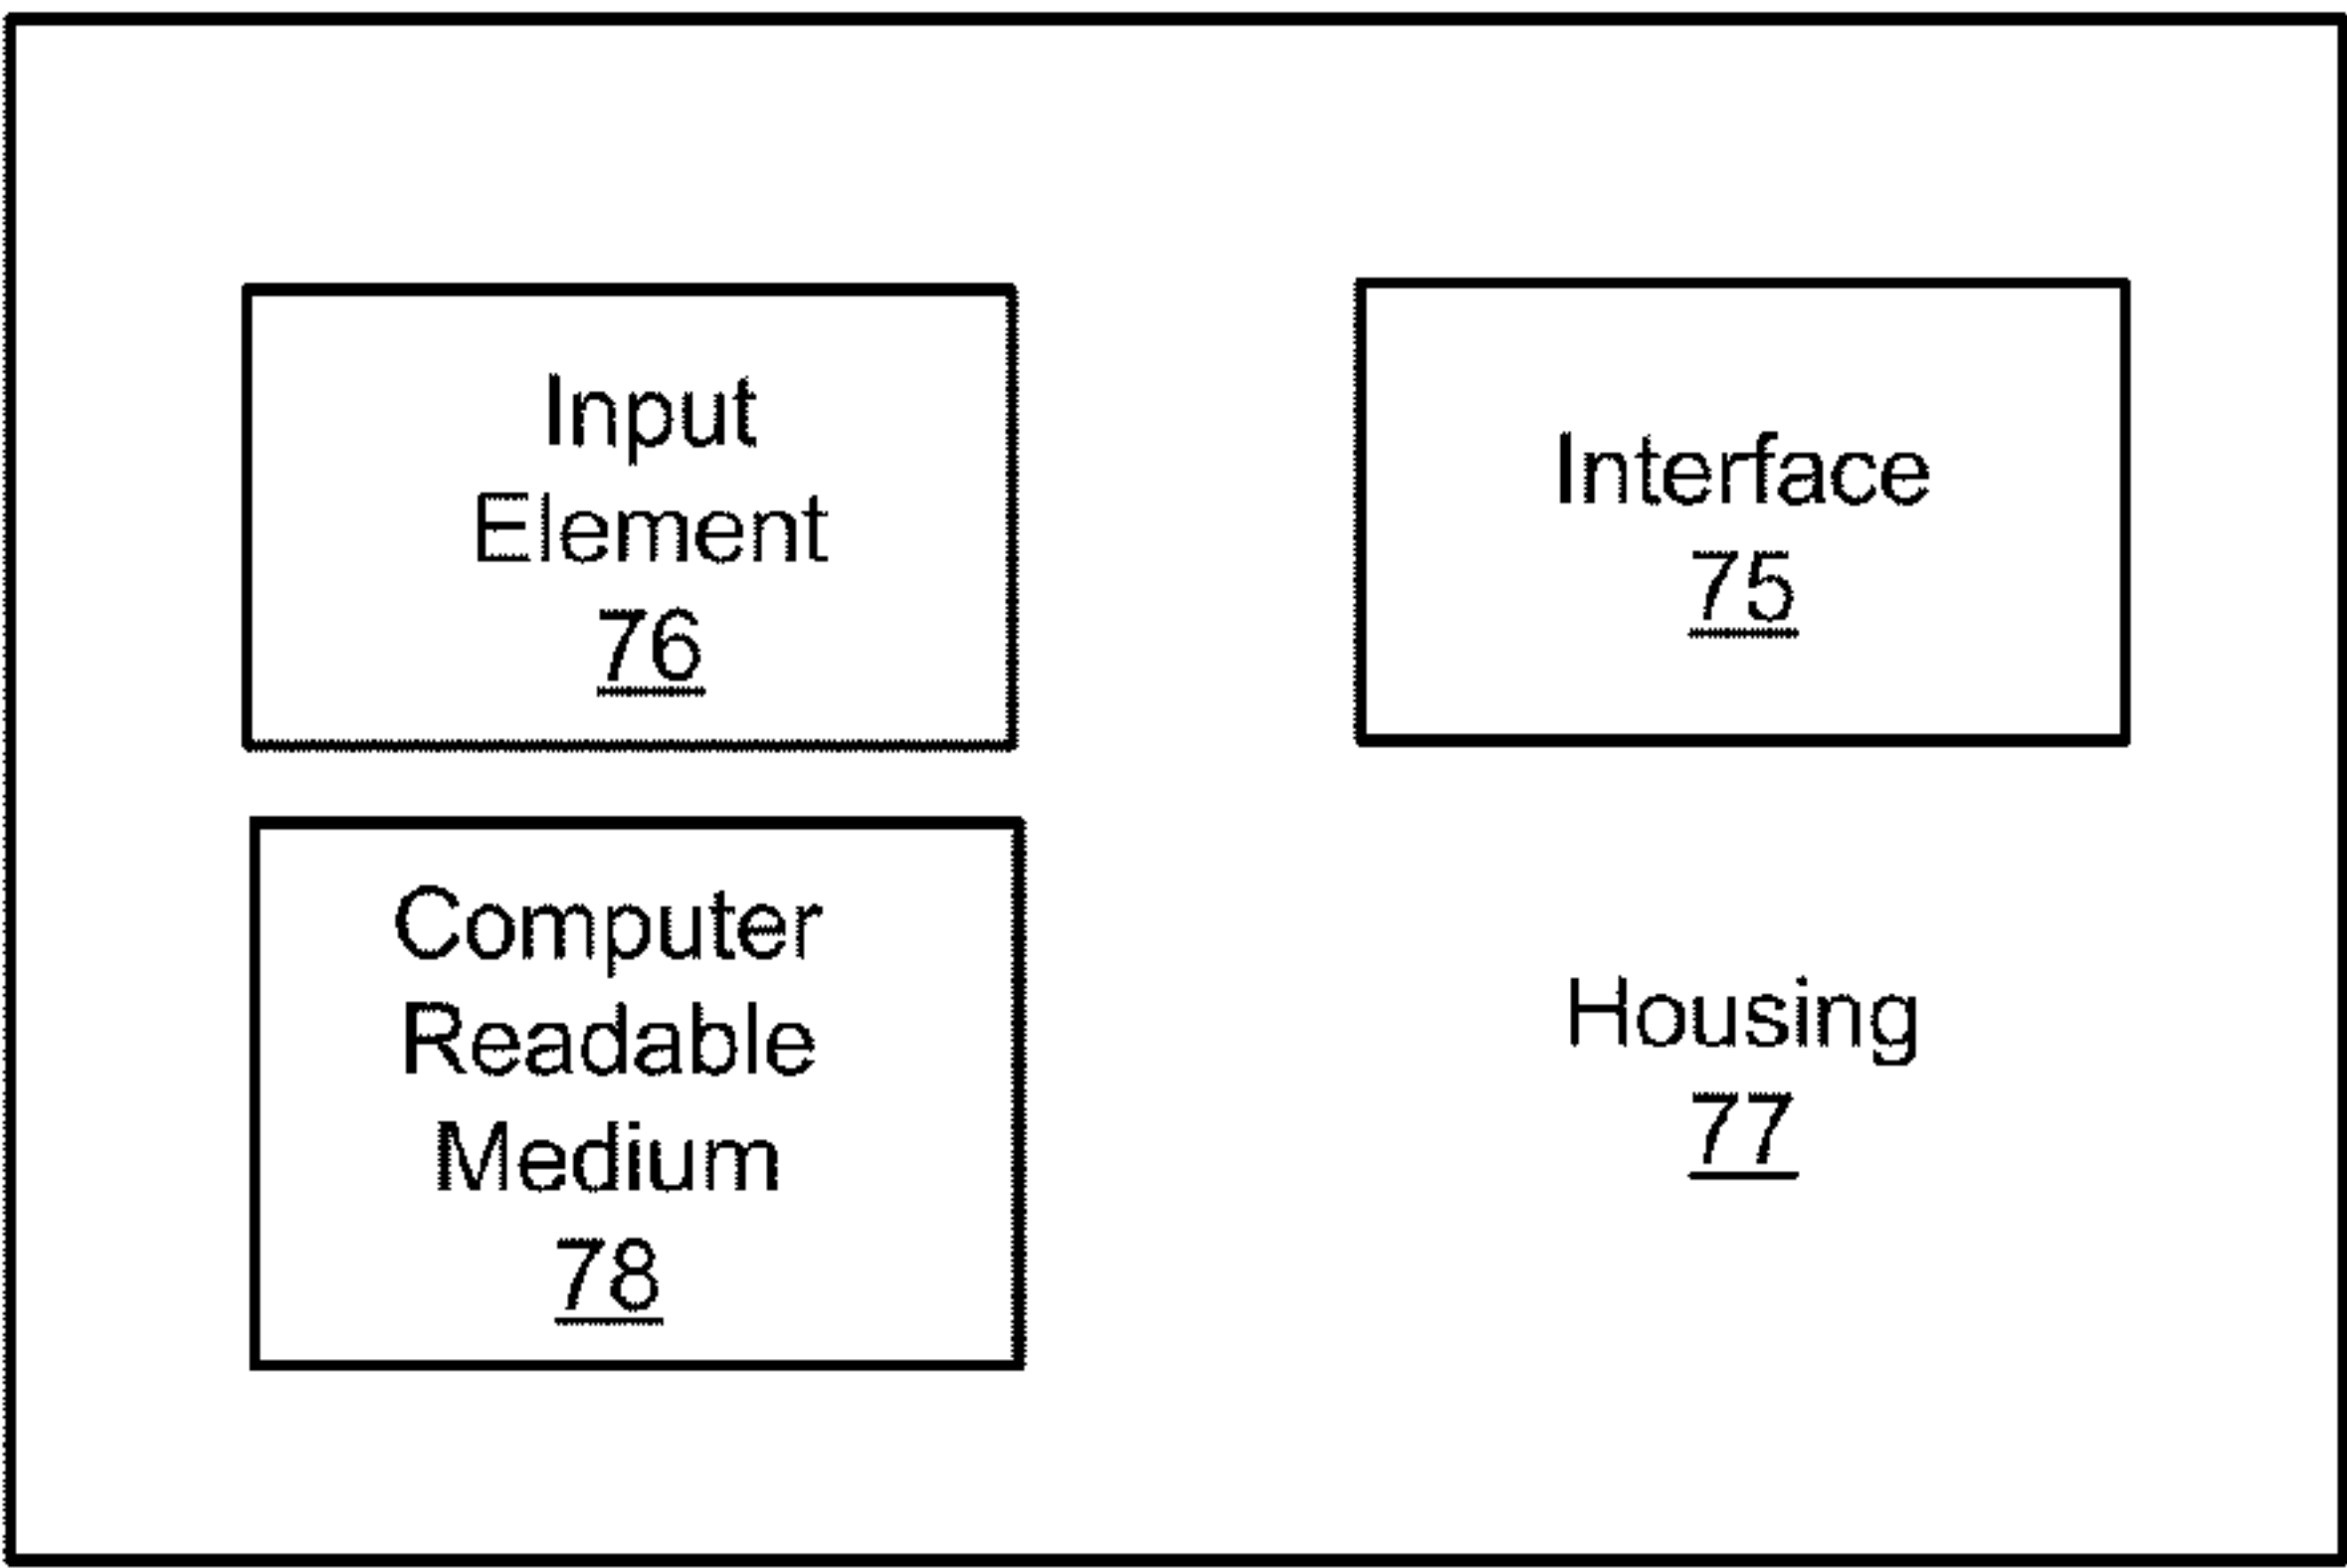 Input
Element
76
Interface
75
Computer
Readable
Medium
78
Housing
77